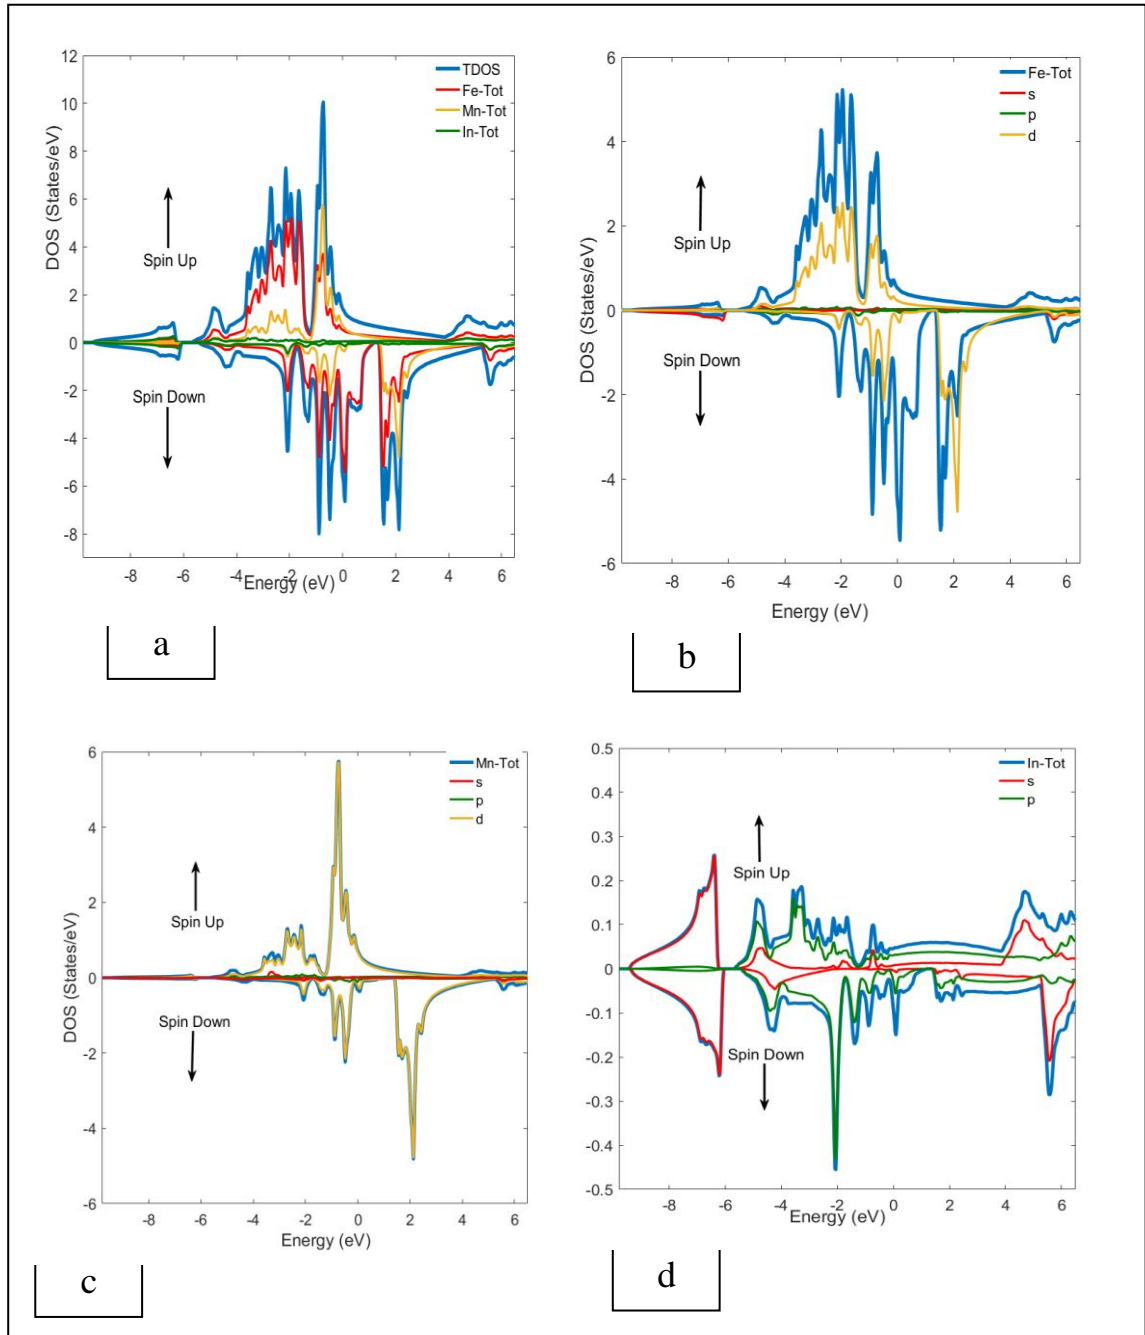 12
10
8
6
4
2
0
-2
-4
-6
-8
DOS (States/eV)
TDOS
Fe-Tot
Mn-Tot
In-Tot
Spin Up
Spin Down
-8 -6 -4 -2 0 2 4 6
Energy (eV)
a
6
4
2
0
-2
-4
-6
DOS (States/eV)
Fe-Tot
s
p
d
Spin Up
Spin Down
-8 -6 -4 -2 0 2 4 6
Energy (eV)
b
6
4
2
0
-2
-4
-6
DOS (States/eV)
Mn-Tot
s
p
d
Spin Up
Spin Down
-8 -6 -4 -2 0 2 4 6
Energy (eV)
c
0.5
0.4
0.3
0.2
0.1
0
-0.1
-0.2
-0.3
-0.4
-0.5
In-Tot
s
p
Spin Up
Spin Down
-8 -6 -4 -2 0 2 4 6
Energy (eV)
d